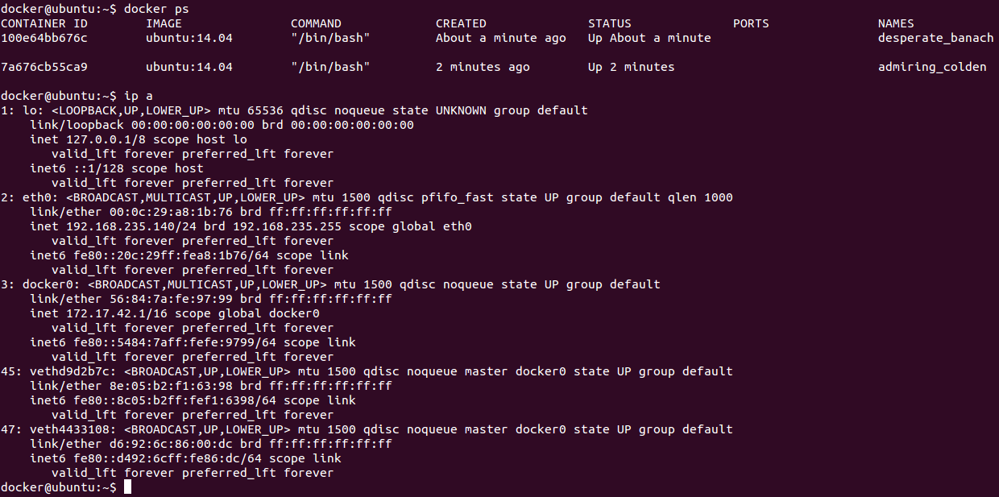 docker@ubuntu:~$ docker ps
CONTAINER ID        IMAGE               COMMAND             CREATED              STATUS              PORTS               NAMES
100e64bb676c        ubuntu:14.04        "/bin/bash"         About a minute ago   Up About a minute                       desperate_banach
7a676cb55ca9        ubuntu:14.04        "/bin/bash"         2 minutes ago        Up 2 minutes                            admiring_colden
docker@ubuntu:~$ ip a
1: lo: <LOOPBACK,UP,LOWER_UP> mtu 65536 qdisc noqueue state UNKNOWN group default
    link/loopback 00:00:00:00:00:00 brd 00:00:00:00:00:00
    inet 127.0.0.1/8 scope host lo
       valid_lft forever preferred_lft forever
    inet6 ::1/128 scope host
       valid_lft forever preferred_lft forever
2: eth0: <BROADCAST,MULTICAST,UP,LOWER_UP> mtu 1500 qdisc pfifo_fast state UP group default qlen 1000
    link/ether 00:0c:29:a8:1b:76 brd ff:ff:ff:ff:ff:ff
    inet 192.168.235.140/24 brd 192.168.235.255 scope global eth0
       valid_lft forever preferred_lft forever
    inet6 fe80::20c:29ff:fea8:1b76/64 scope link
       valid_lft forever preferred_lft forever
3: docker0: <BROADCAST,MULTICAST,UP,LOWER_UP> mtu 1500 qdisc noqueue state UP group default
    link/ether 56:84:7a:fe:97:99 brd ff:ff:ff:ff:ff:ff
    inet 172.17.42.1/16 scope global docker0
       valid_lft forever preferred_lft forever
    inet6 fe80::5484:7aff:fefe:9799/64 scope link
       valid_lft forever preferred_lft forever
45: vethd9d2b7c: <BROADCAST,UP,LOWER_UP> mtu 1500 qdisc noqueue master docker0 state UP group default
    link/ether 8e:05:b2:f1:63:98 brd ff:ff:ff:ff:ff:ff
    inet6 fe80::8c05:b2ff:fef1:6398/64 scope link
       valid_lft forever preferred_lft forever
47: veth4433108: <BROADCAST,UP,LOWER_UP> mtu 1500 qdisc noqueue master docker0 state UP group default
    link/ether d6:92:6c:86:00:dc brd ff:ff:ff:ff:ff:ff
    inet6 fe80::d492:6cff:fe86:dc/64 scope link
       valid_lft forever preferred_lft forever
docker@ubuntu:~$